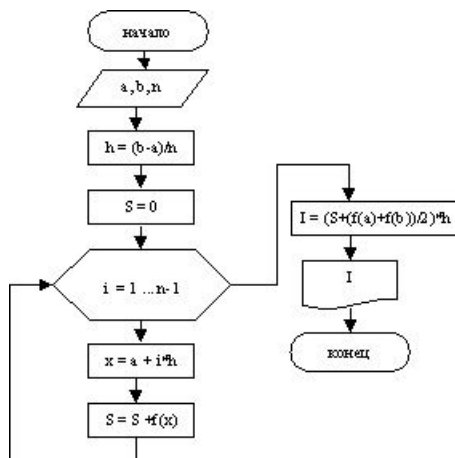 начало
a,b,n
h = (b-a)/n
S = 0
i = 1 ...n-1
x = a + i*h
S = S +f(x)
I = (S+(f(a)+f(b))/2)*h
I
конец